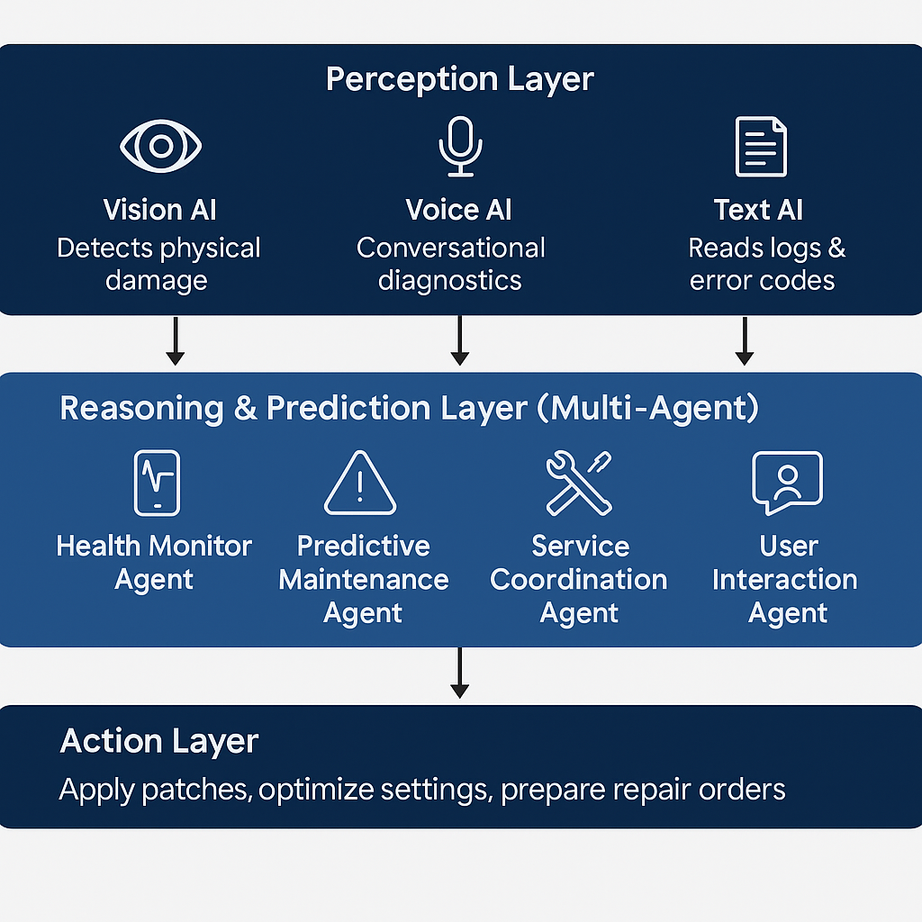 Perception Layer
Vision AI
Detects physical
damage
Voice AI
Conversational
diagnostics
Text AI
Reads logs &
error codes
Reasoning & Prediction Layer (Multi-Agent)
Health Monitor
Agent
Predictive
Maintenance
Agent
Service
Coordination
Agent
User
Interaction
Agent
Action Layer
Apply patches, optimize settings, prepare repair orders